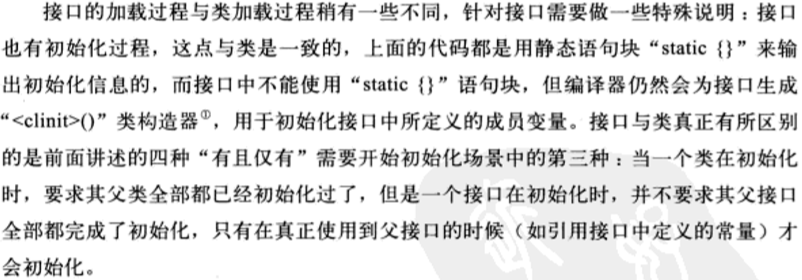 接口的加载过程与类加载过程稍有一些不同，针对接口需要做一些特殊说明：接口
也有初始化过程，这点与类是一致的，上面的代码都是用静态语句块“static {}”来输
出初始化信息的，而接口中不能使用“static {}”语句块，但编译器仍然会为接口生成
“<clinit>()”类构造器①，用于初始化接口中所定义的成员变量。接口与类真正有所区别
的是前面讲述的四种“有且仅有”需要开始初始化场景中的第三种：当一个类在初始化
时，要求其父类全部都已经初始化过了，但是一个接口在初始化时，并不要求其父接口
全部都完成了初始化，只有在真正使用到父接口的时候（如引用接口中定义的常量）才
会初始化。